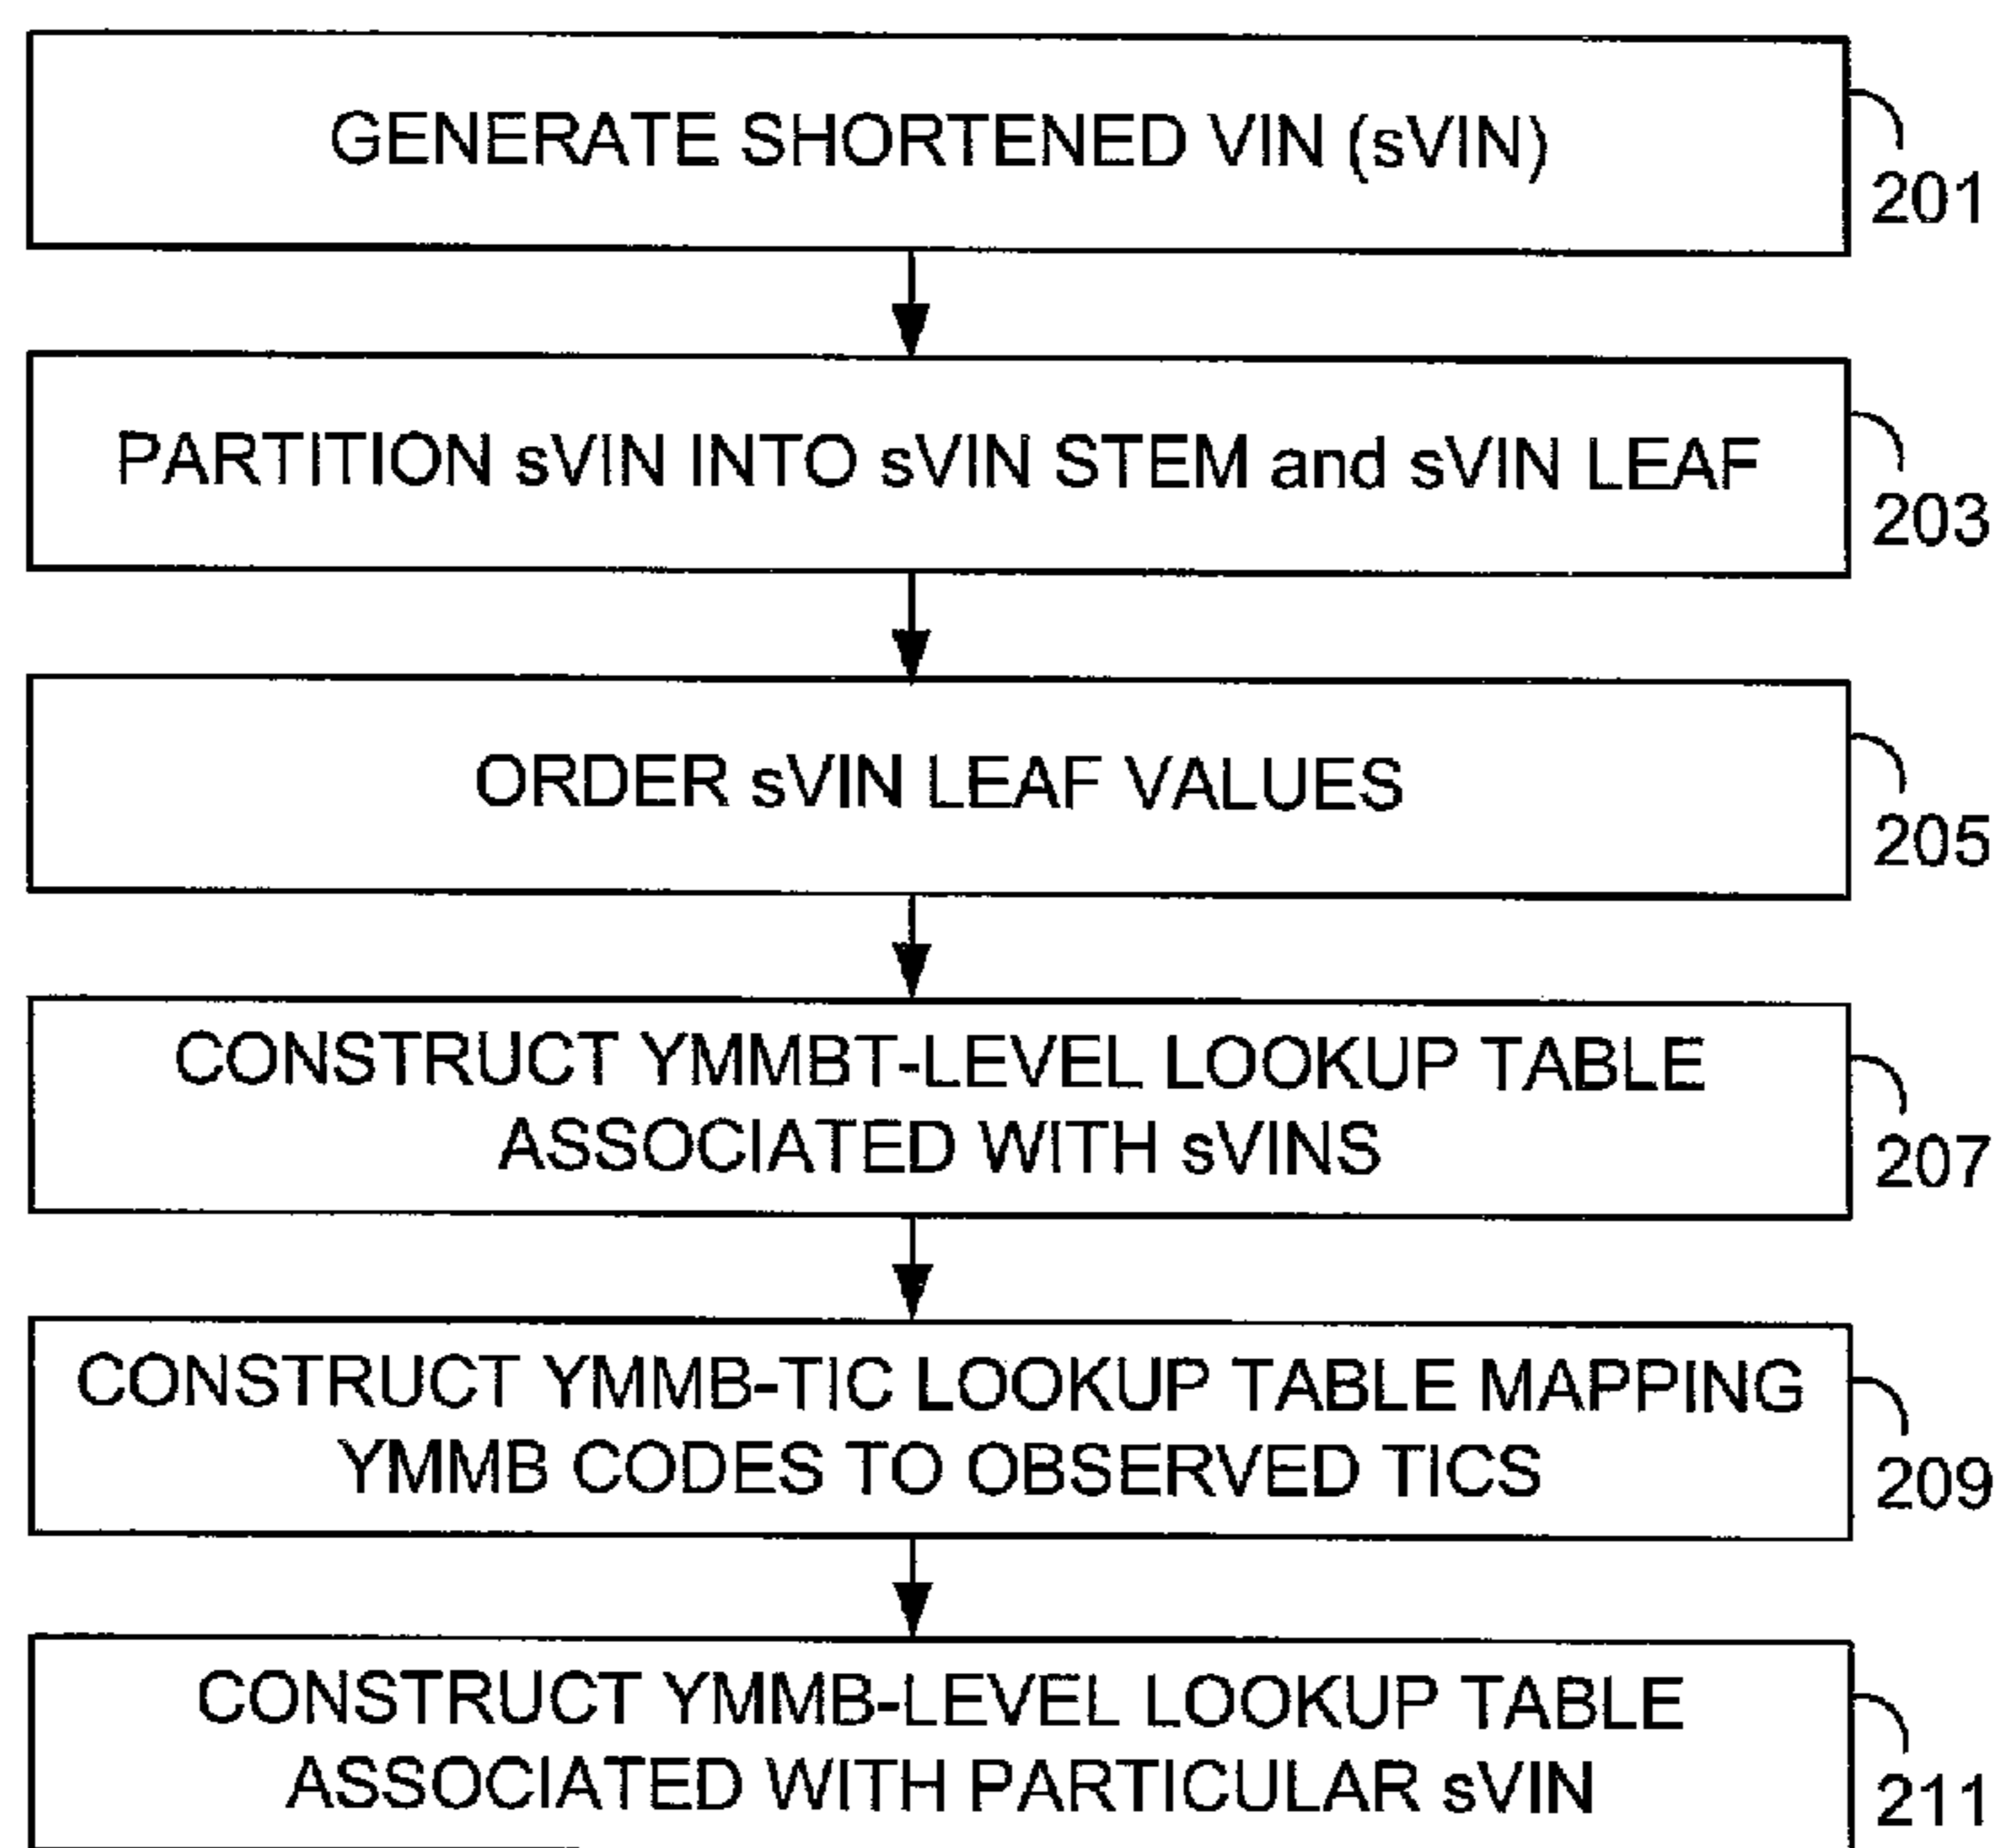 GENERATE SHORTENED VIN (sVIN)
201
PARTITION sVIN INTO sVIN STEM and sVIN LEAF
203
ORDER sVIN LEAF VALUES
205
CONSTRUCT YMMBT-LEVEL LOOKUP TABLE
ASSOCIATED WITH sVINS
207
CONSTRUCT YMMB-TIC LOOKUP TABLE MAPPING
YMMB CODES TO OBSERVED TICS
209
CONSTRUCT YMMB-LEVEL LOOKUP TABLE
ASSOCIATED WITH PARTICULAR sVIN
211